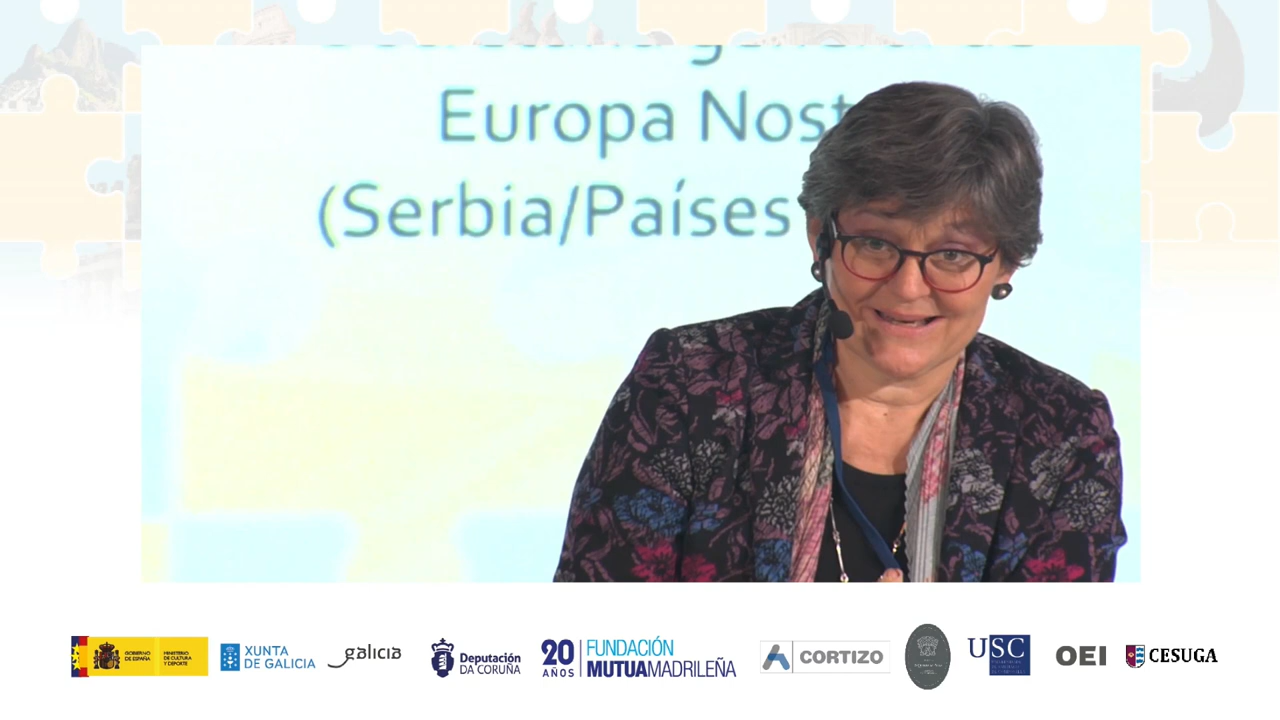 Europa Nost
(Serbia/Países
GOBIERNO
DE ESPAÑA
MINISTERIO
DE CULTURA
Y DEPORTE
XUNTA
DE GALICIA
galicia
Deputación
DA CORUÑA
20
AÑOS
FUNDACIÓN
MUTUAMADRILEÑA
CORTIZO
USC
OEI
CESUGA